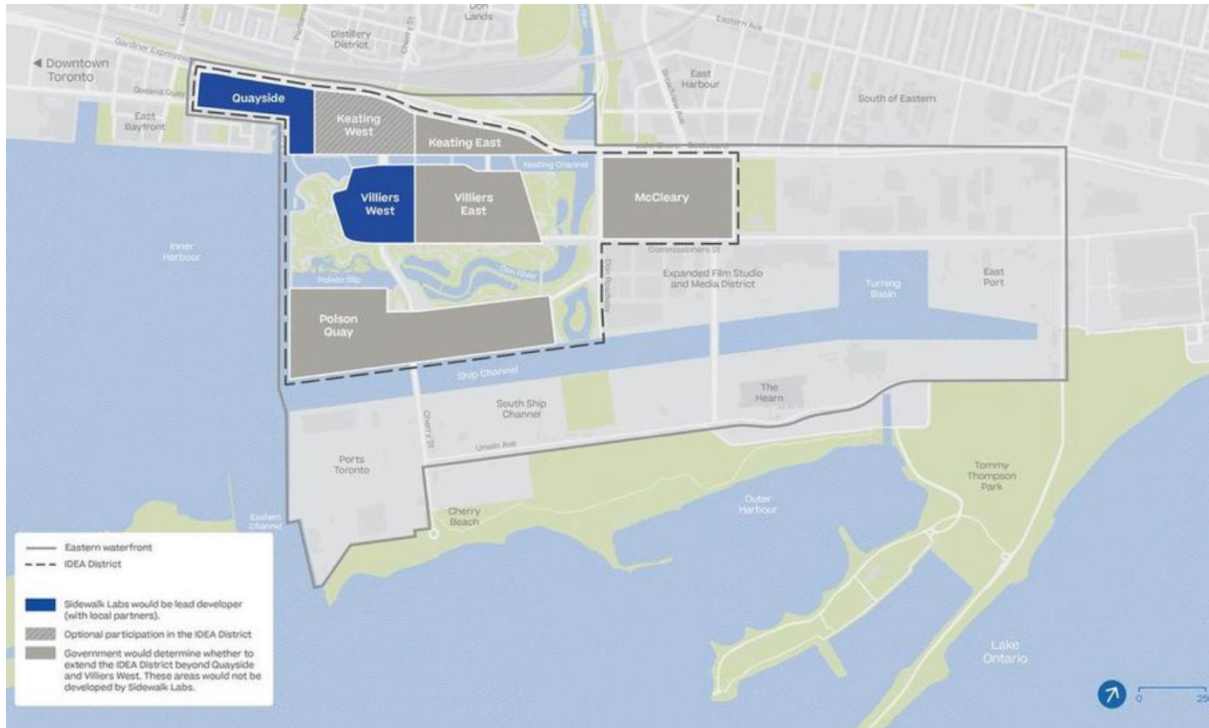 Don
Lands
Distillery
District
Eastern Ave
Gardiner Expressway
◄ Downtown
Toronto
East
Harbour
Queens Quay
Quayside
South of Eastern
East
Bayfront
Keating
West
Keating East
Keating Channel
Villiers
West
Villiers
East
McCleary
Inner
Harbour
Commissioners St
Don River
Polson Slip
Don Roadway
Expanded Film Studio
and Media District
Turning
Basin
East
Port
Polson
Quay
Ship Channel
The
Hearn
South Ship
Channel
Cherry St
Unwin Ave
Ports
Toronto
Tommy
Thompson
Park
Outer
Harbour
Cherry
Beach
Eastern
Channel
Eastern waterfront
IDEA District
Sidewalk Labs would be lead developer
(with local partners).
Optional participation in the IDEA District
Government would determine whether to
extend the IDEA District beyond Quayside
and Villiers West. These areas would not be
developed by Sidewalk Labs.
Lake
Ontario
0